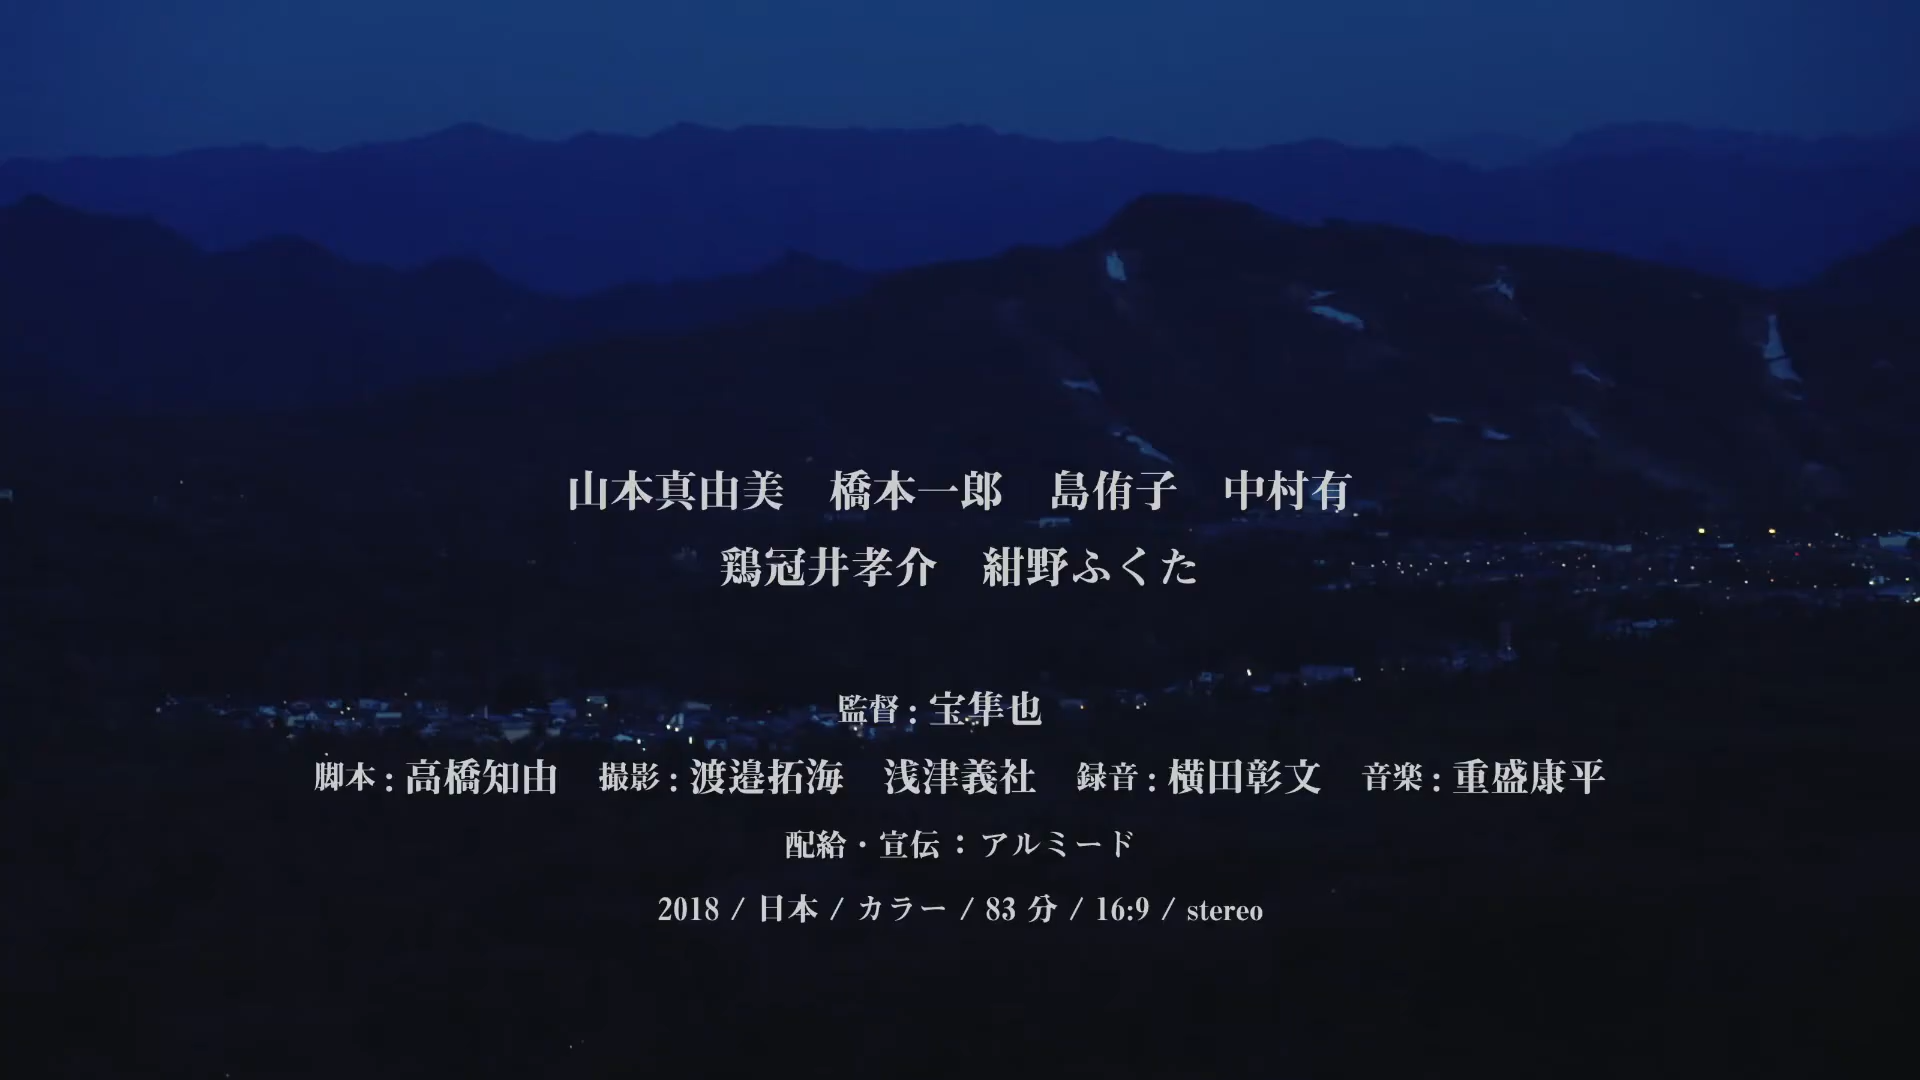 山本真由美　橋本一郎　島侑子　中村有
鶏冠井孝介　紺野ふくた
監督 : 宝隼也
脚本 : 高橋知由　撮影 : 渡邉拓海　浅津義社　録音 : 横田彰文　音楽 : 重盛康平
配給・宣伝 : アルミード
2018 / 日本 / カラー / 83 分 / 16:9 / stereo